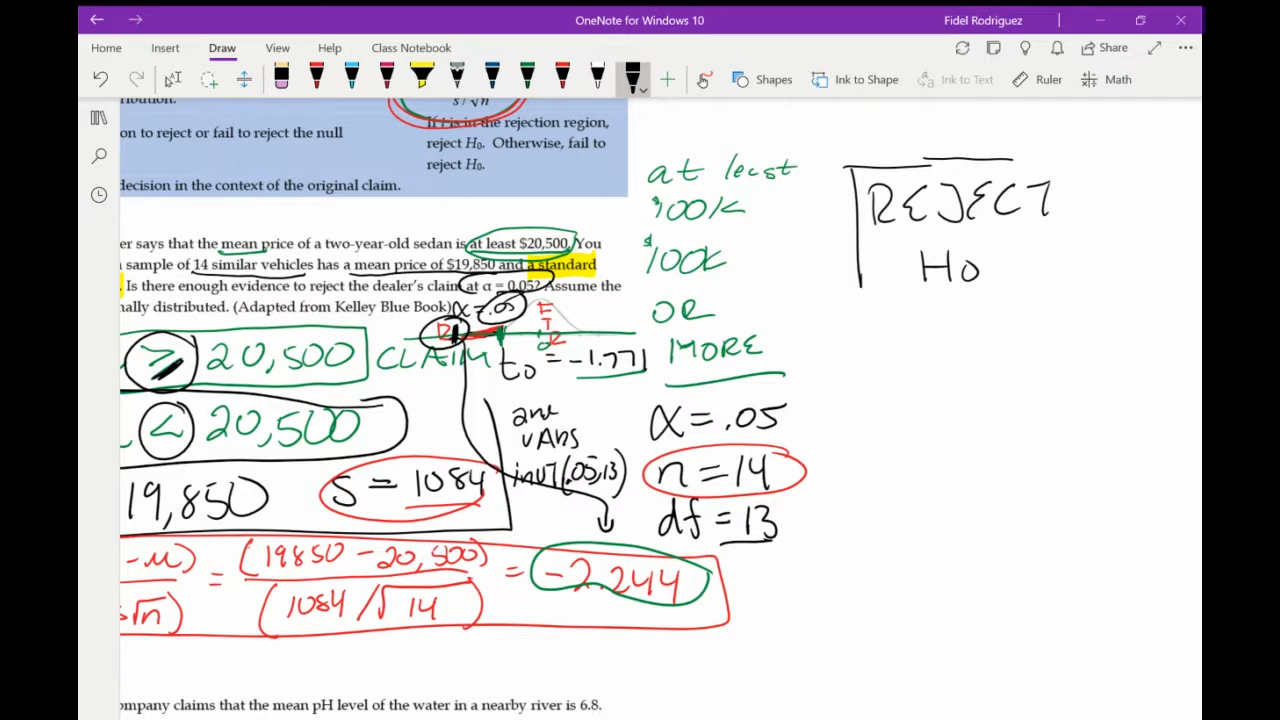 OneNote for Windows 10
Fidel Rodriguez
Home Insert Draw View Help Class Notebook
Share
Shapes Ink to Shape Ink to Text Ruler Math
ribution.
s / √n
If t is in the rejection region,
on to reject or fail to reject the null
reject H₀. Otherwise, fail to
reject H₀.
decision in the context of the original claim.
er says that the mean price of a two-year-old sedan is at least $20,500. You
sample of 14 similar vehicles has a mean price of $19,850 and a standard
. Is there enough evidence to reject the dealer's claim at α = 0.05? Assume the
nally distributed. (Adapted from Kelley Blue Book)
α = .05
R
F
T
R
0
≥ 20,500 CLAIM
t₀ = -1.771
< 20,500
2nd
VARS
invT(.05,13)
19,850
s = 1084
- μ) = (19850 - 20,500) = -2.244
√n) (1084 / √14)
at least
$100K
$100K
OR
MORE
α = .05
n = 14
df = 13
REJECT
H₀
ompany claims that the mean pH level of the water in a nearby river is 6.8.